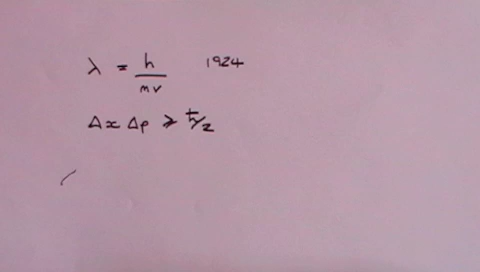 λ = h/mv 1924
Δx Δp ≥ ħ/2